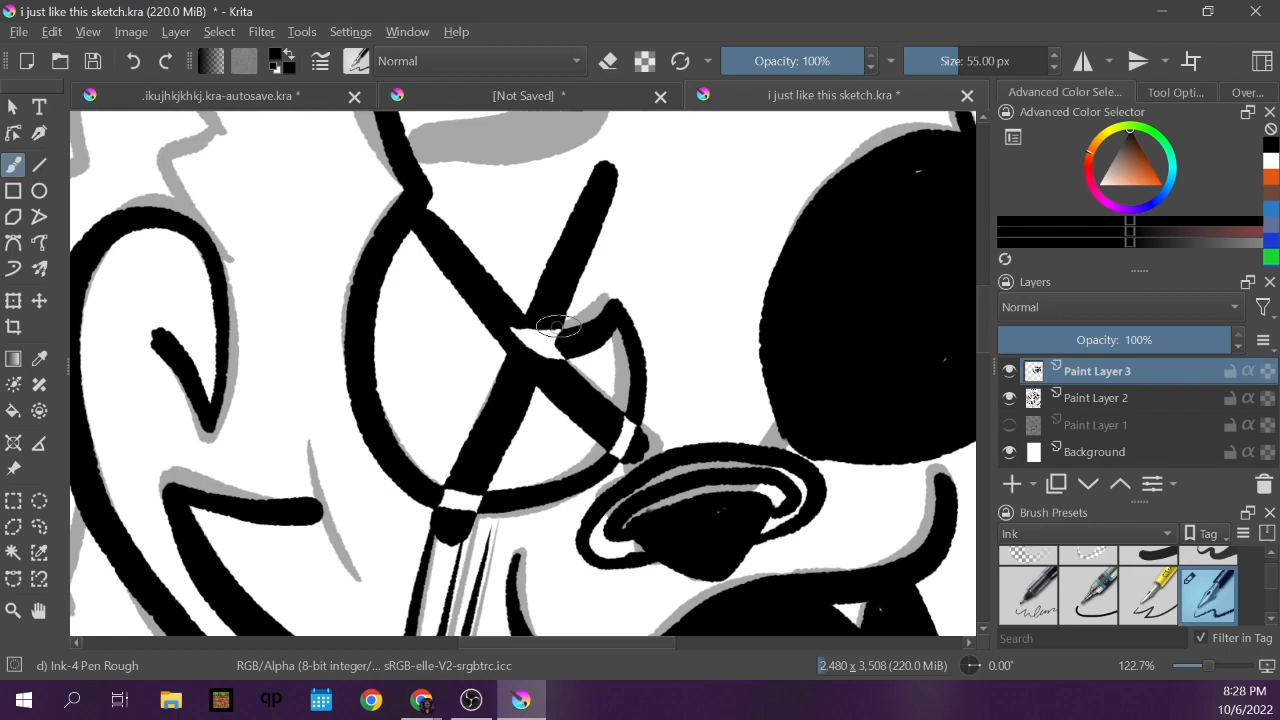 i just like this sketch.kra (220.0 MiB) * - Krita
File Edit View Image Layer Select Filter Tools Settings Window Help
Normal
Opacity: 100%
Size: 55.00 px
.ikujhkjkhkj.kra-autosave.kra *
[Not Saved] *
i just like this sketch.kra *
Advanced Color Sele...
Tool Opti...
Over...
Advanced Color Selector
Layers
Normal
Opacity: 100%
Paint Layer 3
Paint Layer 2
Paint Layer 1
Background
Brush Presets
Ink
Tag
Search
Filter in Tag
d) Ink-4 Pen Rough
RGB/Alpha (8-bit integer/... sRGB-elle-V2-srgbtrc.icc
2,480 x 3,508 (220.0 MiB)
0.00°
122.7%
qp
8:28 PM
10/6/2022